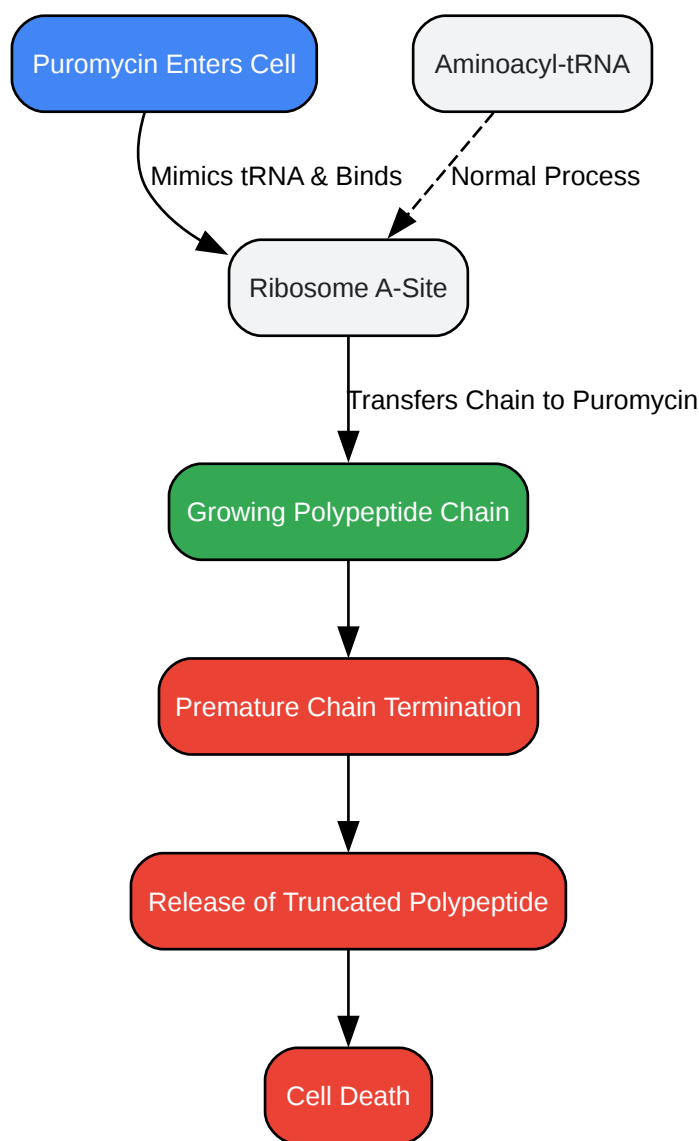 Puromycin Enters Cell
Aminoacyl-tRNA
Mimics tRNA & Binds
Normal Process
Ribosome A-Site
Transfers Chain to Puromycin
Growing Polypeptide Chain
Premature Chain Termination
Release of Truncated Polypeptide
Cell Death